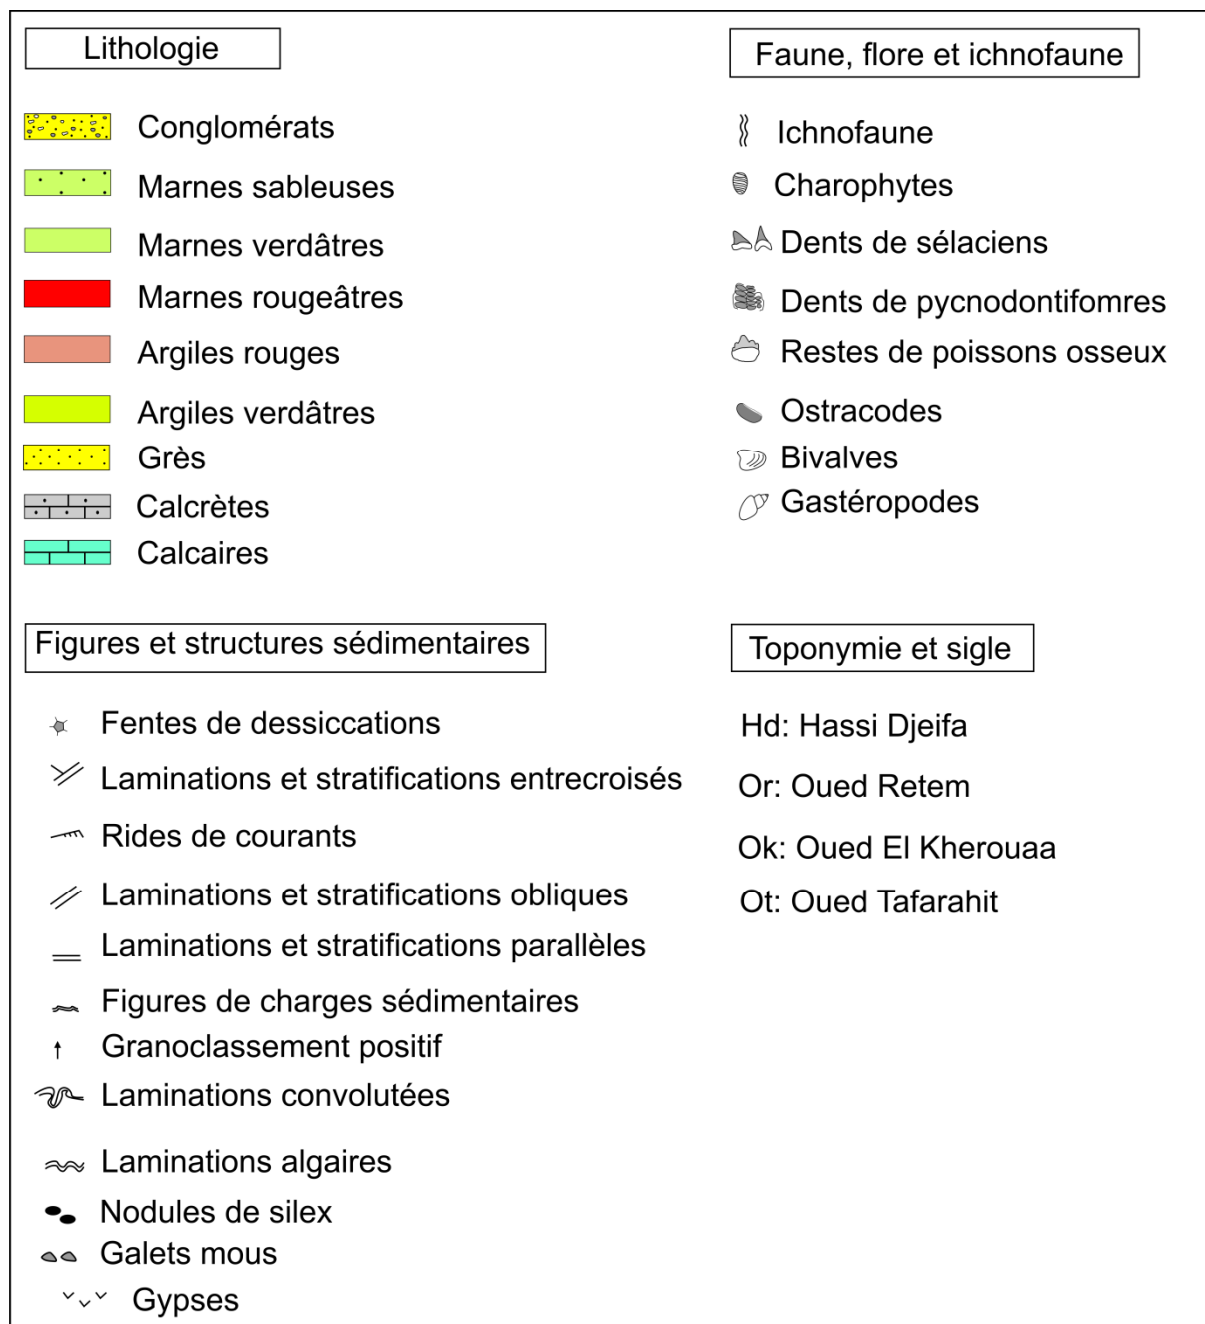 Lithologie
Conglomérats
Marnes sableuses
Marnes verdâtres
Marnes rougeâtres
Argiles rouges
Argiles verdâtres
Grès
Calcrètes
Calcaires
Faune, flore et ichnofaune
Ichnofaune
Charophytes
Dents de sélaciens
Dents de pycnodontifomres
Restes de poissons osseux
Ostracodes
Bivalves
Gastéropodes
Figures et structures sédimentaires
Fentes de dessiccations
Laminations et stratifications entrecroisés
Rides de courants
Laminations et stratifications obliques
Laminations et stratifications parallèles
Figures de charges sédimentaires
Granoclassement positif
Laminations convolutées
Laminations algaires
Nodules de silex
Galets mous
Gypses
Toponymie et sigle
Hd: Hassi Djeifa
Or: Oued Retem
Ok: Oued El Kherouaa
Ot: Oued Tafarahit